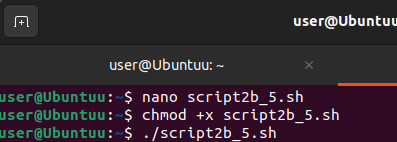 user@Ubuntuu
user@Ubuntuu: ~
user@Ubuntuu:~$ nano script2b_5.sh
user@Ubuntuu:~$ chmod +x script2b_5.sh
user@Ubuntuu:~$ ./script2b_5.sh